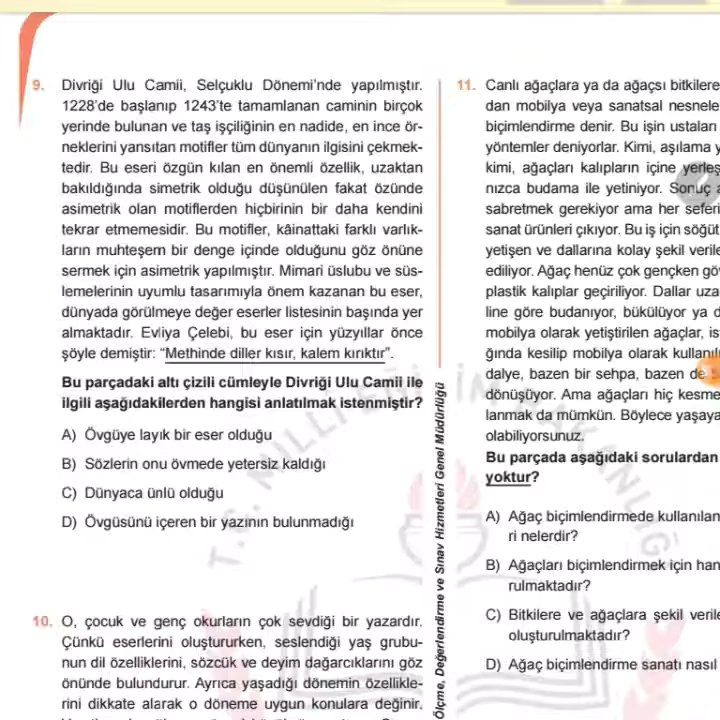 9. Divriği Ulu Camii, Selçuklu Dönemi'nde yapılmıştır.
1228'de başlanıp 1243'te tamamlanan caminin birçok
yerinde bulunan ve taş işçiliğinin en nadide, en ince ör-
neklerini yansıtan motifler tüm dünyanın ilgisini çekmek-
tedir. Bu eseri özgün kılan en önemli özellik, uzaktan
bakıldığında simetrik olduğu düşünülen fakat özünde
asimetrik olan motiflerden hiçbirinin bir daha kendini
tekrar etmemesidir. Bu motifler, kâinattaki farklı varlık-
ların muhteşem bir denge içinde olduğunu göz önüne
sermek için asimetrik yapılmıştır. Mimari üslubu ve süs-
lemelerinin uyumlu tasarımıyla önem kazanan bu eser,
dünyada görülmeye değer eserler listesinin başında yer
almaktadır. Evliya Çelebi, bu eser için yüzyıllar önce
şöyle demiştir: “Methinde diller kısır, kalem kırıktır”.
Bu parçadaki altı çizili cümleyle Divriği Ulu Camii ile
ilgili aşağıdakilerden hangisi anlatılmak istenmiştir?
A) Övgüye layık bir eser olduğu
B) Sözlerin onu övmede yetersiz kaldığı
C) Dünyaca ünlü olduğu
D) Övgüsünü içeren bir yazının bulunmadığı
10. O, çocuk ve genç okurların çok sevdiği bir yazardır.
Çünkü eserlerini oluştururken, seslendiği yaş grubu-
nun dil özelliklerini, sözcük ve deyim dağarcıklarını göz
önünde bulundurur. Ayrıca yaşadığı dönemin özellikle-
rini dikkate alarak o döneme uygun konulara değinir.
Ölçme, Değerlendirme ve Sınav Hizmetleri Genel Müdürlüğü
T.C. MİLLÎ EĞİTİM BAKANLIĞI
11. Canlı ağaçlara ya da ağaçsı bitkilere
dan mobilya veya sanatsal nesnele
biçimlendirme denir. Bu işin ustaları
yöntemler deniyorlar. Kimi, aşılama y
kimi, ağaçları kalıpların içine yerleş
nızca budama ile yetiniyor. Sonuç a
sabretmek gerekiyor ama her seferi
sanat ürünleri çıkıyor. Bu iş için söğüt
yetişen ve dallarına kolay şekil verile
ediliyor. Ağaç henüz çok gençken gö
plastik kalıplar geçiriliyor. Dallar uza
line göre budanıyor, bükülüyor ya d
mobilya olarak yetiştirilen ağaçlar, is
ğında kesilip mobilya olarak kullanıl
dalye, bazen bir sehpa, bazen de
dönüşüyor. Ama ağaçları hiç kesme
lanmak da mümkün. Böylece yaşaya
olabiliyorsunuz.
Bu parçada aşağıdaki sorulardan
yoktur?
A) Ağaç biçimlendirmede kullanılan
ri nelerdir?
B) Ağaçları biçimlendirmek için han
rulmaktadır?
C) Bitkilere ve ağaçlara şekil verile
oluşturulmaktadır?
D) Ağaç biçimlendirme sanatı nasıl